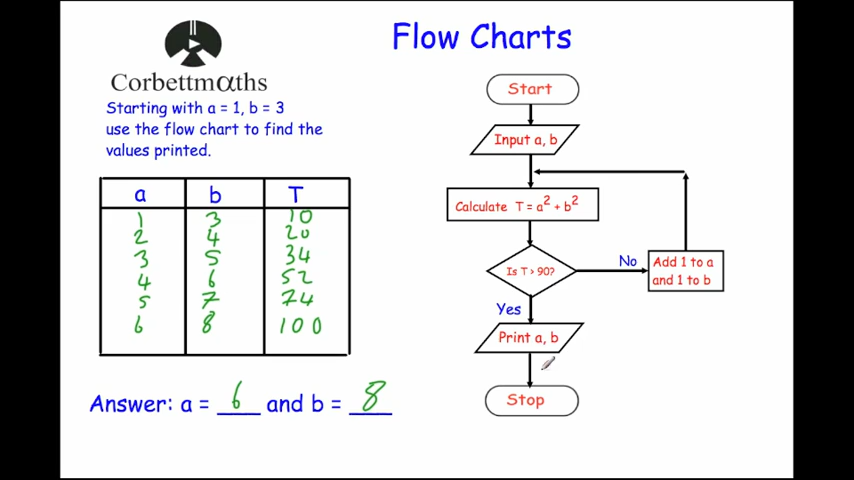 Flow Charts
Corbettmαths
Starting with a = 1, b = 3
use the flow chart to find the
values printed.
a b T
1 3 10
2 4 20
3 5 34
4 6 52
5 7 74
6 8 100
Answer: a = 6 and b = 8
Start
Input a, b
Calculate T = a² + b²
Is T > 90?
No
Add 1 to a
and 1 to b
Yes
Print a, b
Stop